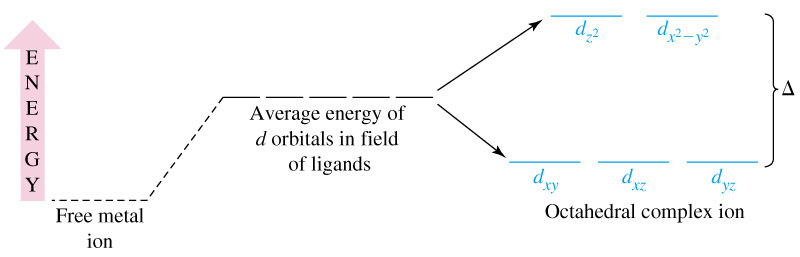 ENERGY
Free metal
ion
Average energy of
d orbitals in field
of ligands
d_{z^2} d_{x^2-y^2}
Δ
d_{xy} d_{xz} d_{yz}
Octahedral complex ion